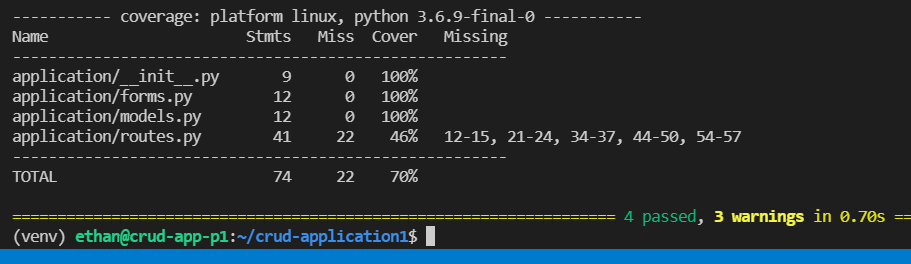 ----------- coverage: platform linux, python 3.6.9-final-0 -----------
Name                      Stmts   Miss  Cover   Missing
-------------------------------------------------------
application/__init__.py       9      0   100%
application/forms.py         12      0   100%
application/models.py        12      0   100%
application/routes.py        41     22    46%   12-15, 21-24, 34-37, 44-50, 54-57
-------------------------------------------------------
TOTAL                        74     22    70%
=================================================================== 4 passed, 3 warnings in 0.70s ==
(venv) ethan@crud-app-p1:~/crud-application1$